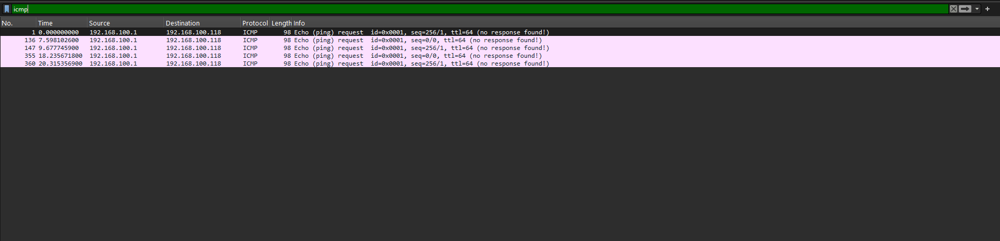 icmp
No. Time Source Destination Protocol Length Info
1 0.000000000 192.168.100.1 192.168.100.118 ICMP 98 Echo (ping) request id=0x0001, seq=256/1, ttl=64 (no response found!)
136 7.598102600 192.168.100.1 192.168.100.118 ICMP 98 Echo (ping) request id=0x0001, seq=0/0, ttl=64 (no response found!)
147 9.677745900 192.168.100.1 192.168.100.118 ICMP 98 Echo (ping) request id=0x0001, seq=256/1, ttl=64 (no response found!)
355 18.235671800 192.168.100.1 192.168.100.118 ICMP 98 Echo (ping) request id=0x0001, seq=0/0, ttl=64 (no response found!)
360 20.315356900 192.168.100.1 192.168.100.118 ICMP 98 Echo (ping) request id=0x0001, seq=256/1, ttl=64 (no response found!)